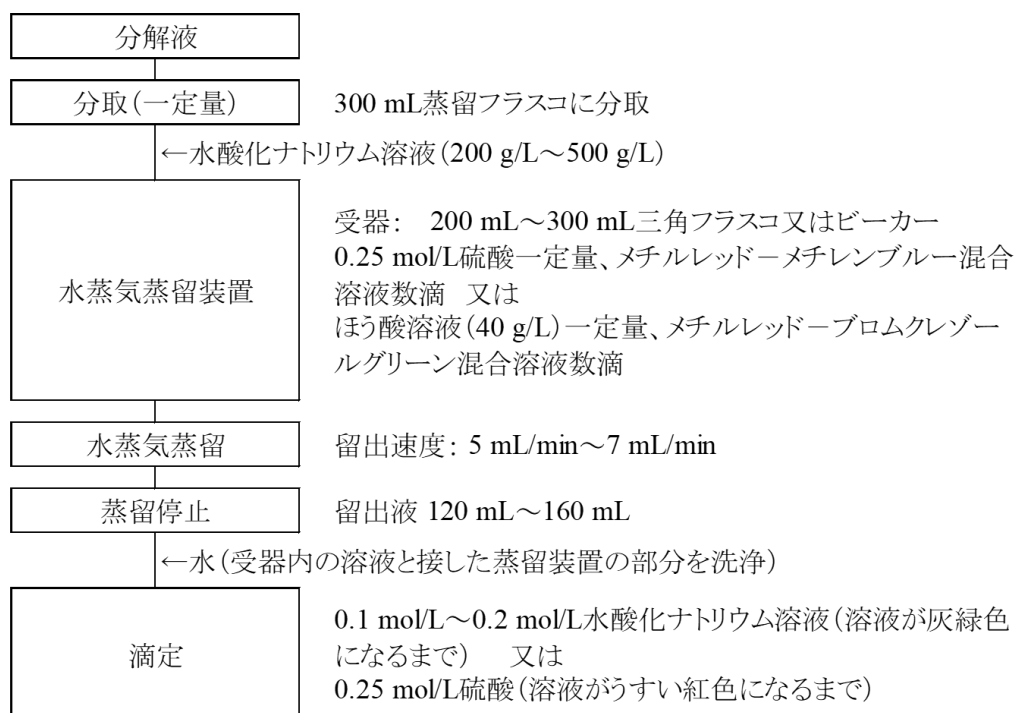 分解液
分取(一定量)
300 mL蒸留フラスコに分取
←水酸化ナトリウム溶液(200 g/L～500 g/L)
水蒸気蒸留装置
受器： 200 mL～300 mL三角フラスコ又はビーカー
0.25 mol/L硫酸一定量、メチルレッド－メチレンブルー混合
溶液数滴 又は
ほう酸溶液(40 g/L)一定量、メチルレッド－ブロムクレゾー
ルグリーン混合溶液数滴
水蒸気蒸留
留出速度： 5 mL/min～7 mL/min
蒸留停止
留出液 120 mL～160 mL
←水(受器内の溶液と接した蒸留装置の部分を洗浄)
滴定
0.1 mol/L～0.2 mol/L水酸化ナトリウム溶液(溶液が灰緑色
になるまで) 又は
0.25 mol/L硫酸(溶液がうすい紅色になるまで)